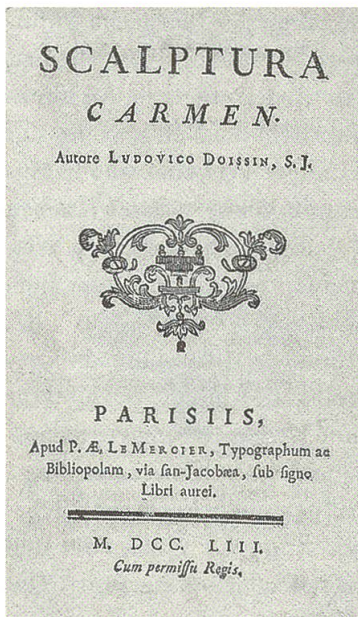 SCALPTURA
CARMEN.
Autore LUDOVICO DOISSIN, S. J.
PARISIIS,
Apud P. Æ, LE MERCIER, Typographum ac
Bibliopolam, via ſan-Jacobæa, ſub ſigno
Libri aurei.
M. DCC. LIII.
Cum permiſſu Regis,